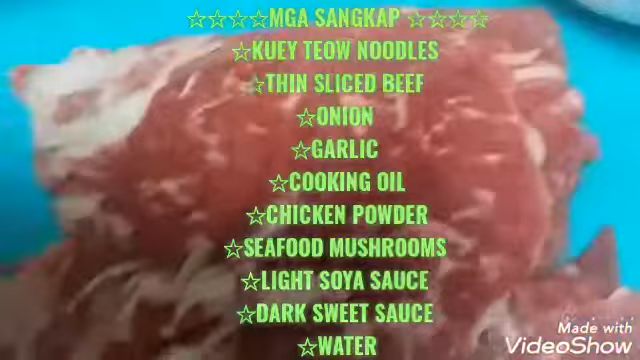 ☆☆☆☆MGA SANGKAP ☆☆☆☆
☆KUEY TEOW NOODLES
☆THIN SLICED BEEF
☆ONION
☆GARLIC
☆COOKING OIL
☆CHICKEN POWDER
☆SEAFOOD MUSHROOMS
☆LIGHT SOYA SAUCE
☆DARK SWEET SAUCE
☆WATER
Made with
VideoShow